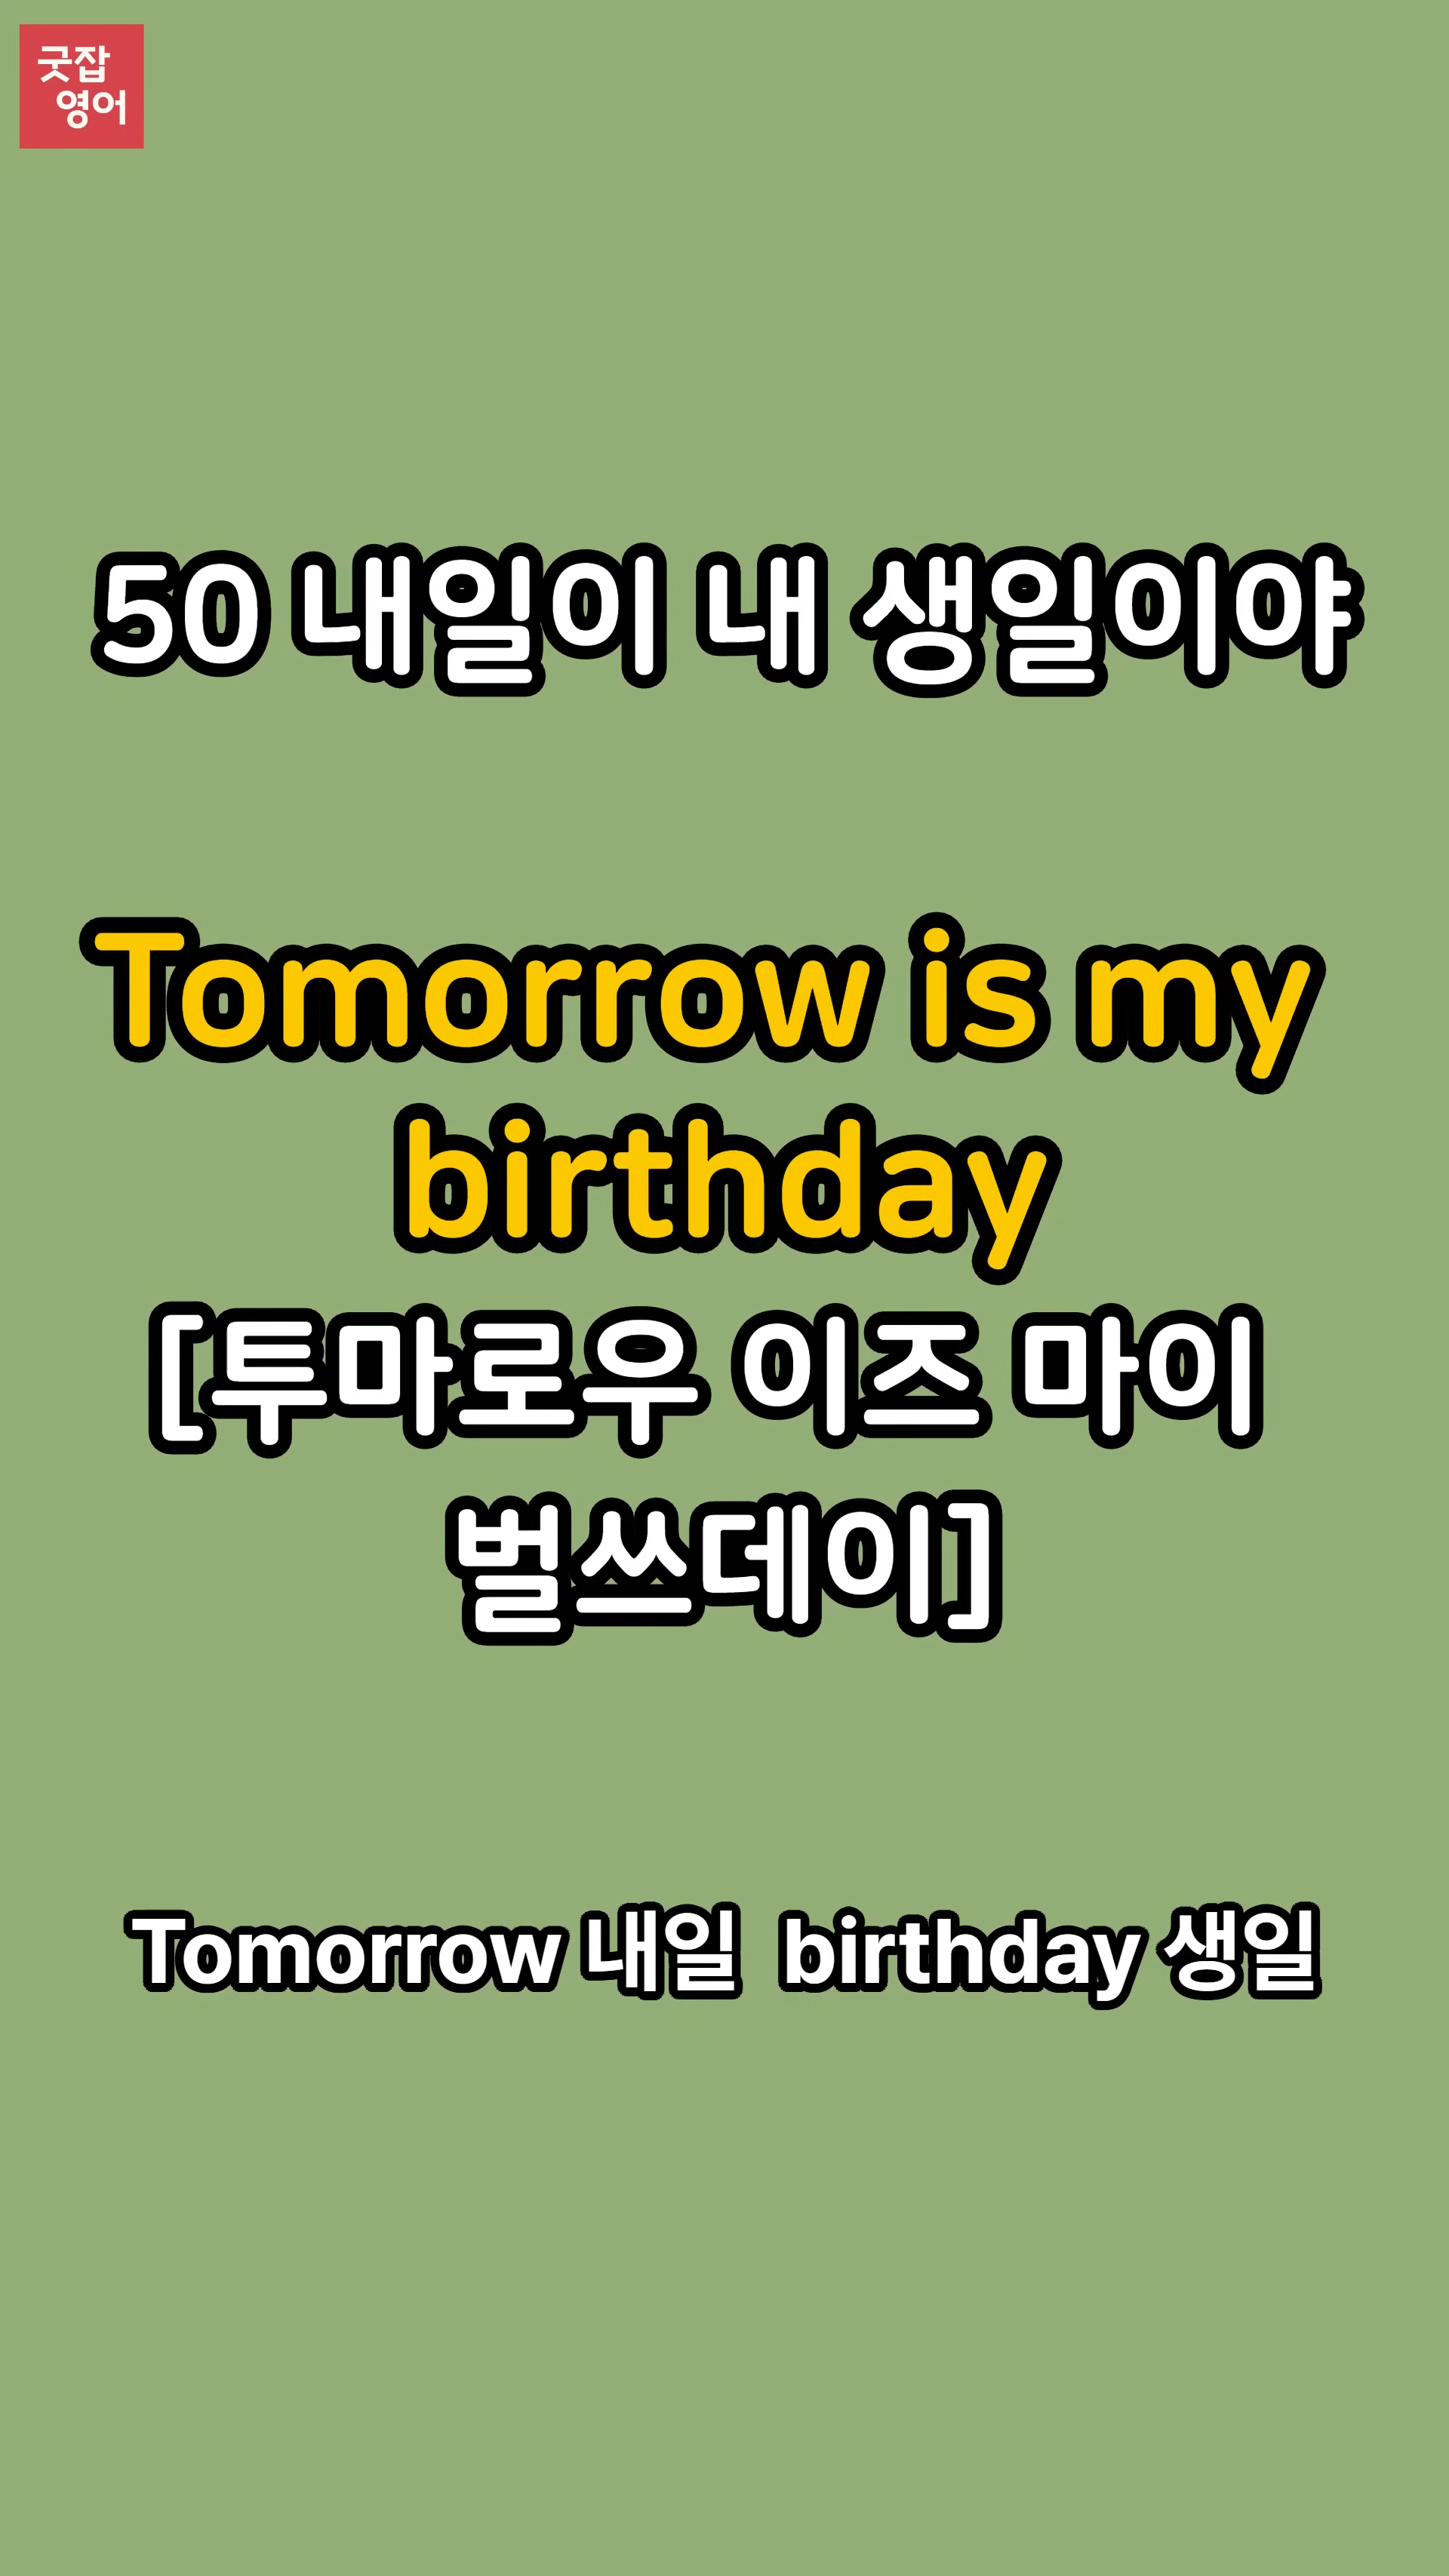 굿잡
영어
50 내일이 내 생일이야
Tomorrow is my
birthday
[투마로우 이즈 마이
벌쓰데이]
Tomorrow 내일  birthday 생일